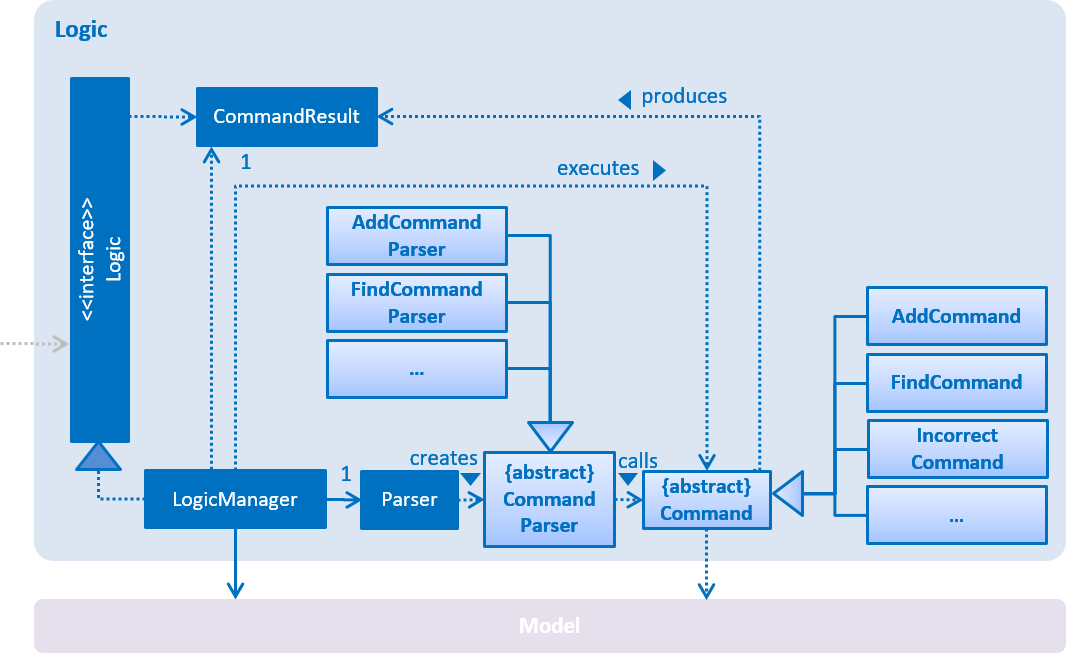 Logic
produces
CommandResult
1
executes
<<interface>>
Logic
AddCommand
Parser
FindCommand
Parser
...
AddCommand
FindCommand
Incorrect
Command
...
creates
calls
LogicManager
1
Parser
{abstract}
Command
Parser
{abstract}
Command
Model